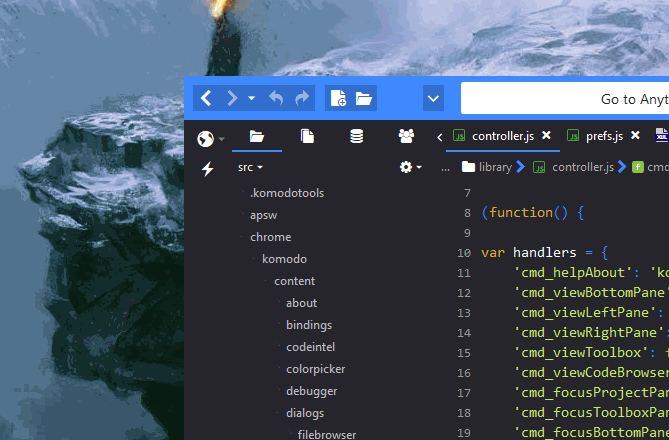 Go to Anyt
controller.js
prefs.js
src
... library controller.js f cmd
.komodotools
apsw
chrome
komodo
content
about
bindings
codeintel
colorpicker
debugger
dialogs
filebrowser
7
8 (function() {
9
10 var handlers = {
11 'cmd_helpAbout': 'ko
12 'cmd_viewBottomPane'
13 'cmd_viewLeftPane':
14 'cmd_viewRightPane':
15 'cmd_viewToolbox': f
16 'cmd_viewCodeBrowser
17 'cmd_focusProjectPan
18 'cmd_focusToolboxPan
19 'cmd_focusBottomPane